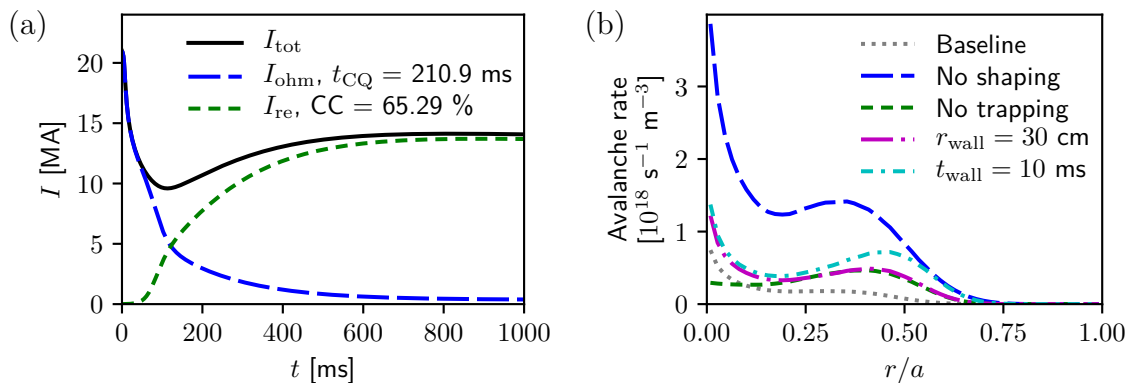 (a)
I_tot
I_ohm, t_CQ = 210.9 ms
I_re, CC = 65.29 %
I [MA]
20
15
10
5
0
0 200 400 600 800 1000
t [ms]
(b)
Baseline
No shaping
No trapping
r_wall = 30 cm
t_wall = 10 ms
Avalanche rate
[10^18 s^−1 m^−3]
3
2
1
0
0.00 0.25 0.50 0.75 1.00
r/a